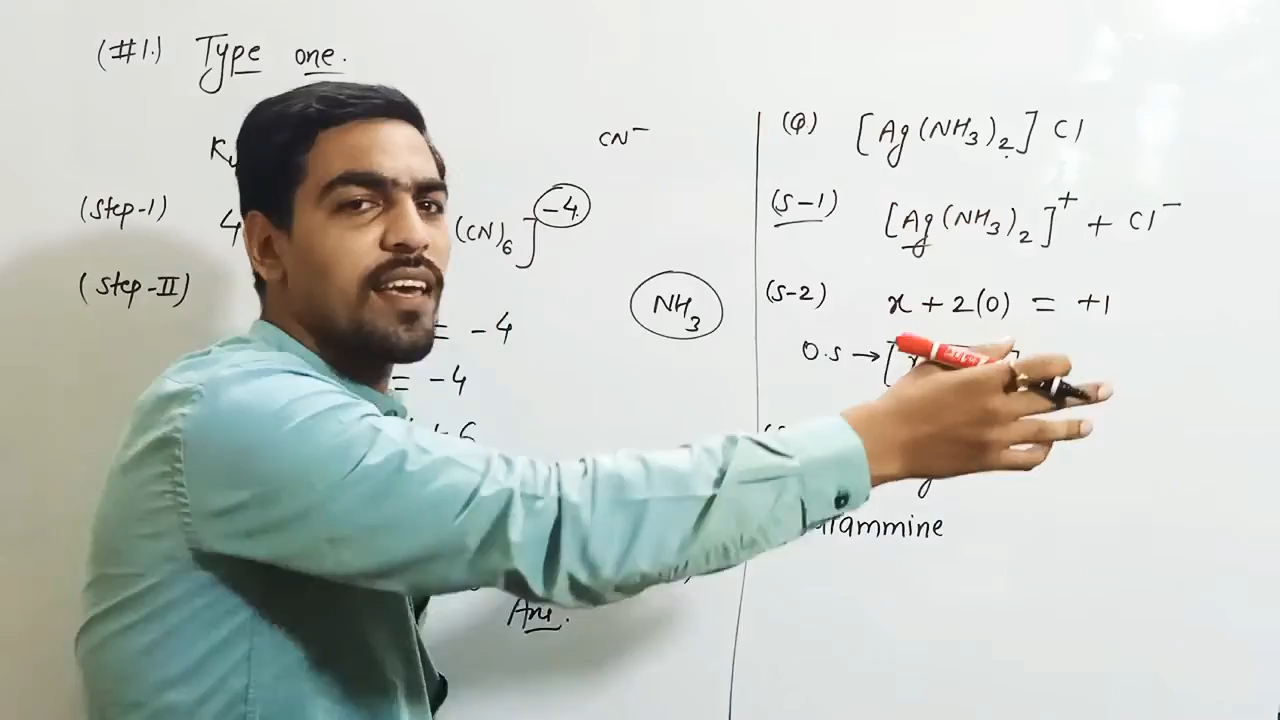 (#1.) Type one.
CN⁻
(Step-1) 4 (CN)₆] -4
(Step-II)
= -4
= -4
+6
Ans.
NH₃
(Q) [Ag(NH₃)₂]Cl
(S-1) [Ag(NH₃)₂]⁺ + Cl⁻
(S-2) x + 2(0) = +1
O.S → [
diammine